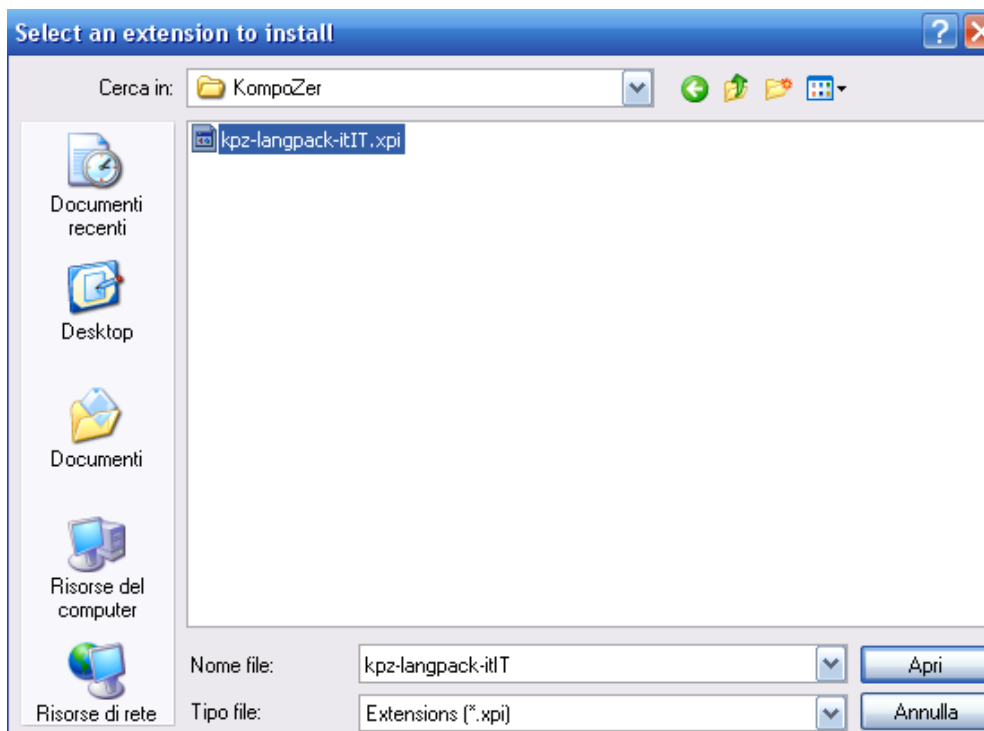 Select an extension to install
Cerca in:
KompoZer
kpz-langpack-itIT.xpi
Documenti
recenti
Desktop
Documenti
Risorse del
computer
Risorse di rete
Nome file:
kpz-langpack-itIT
Apri
Tipo file:
Extensions (*.xpi)
Annulla